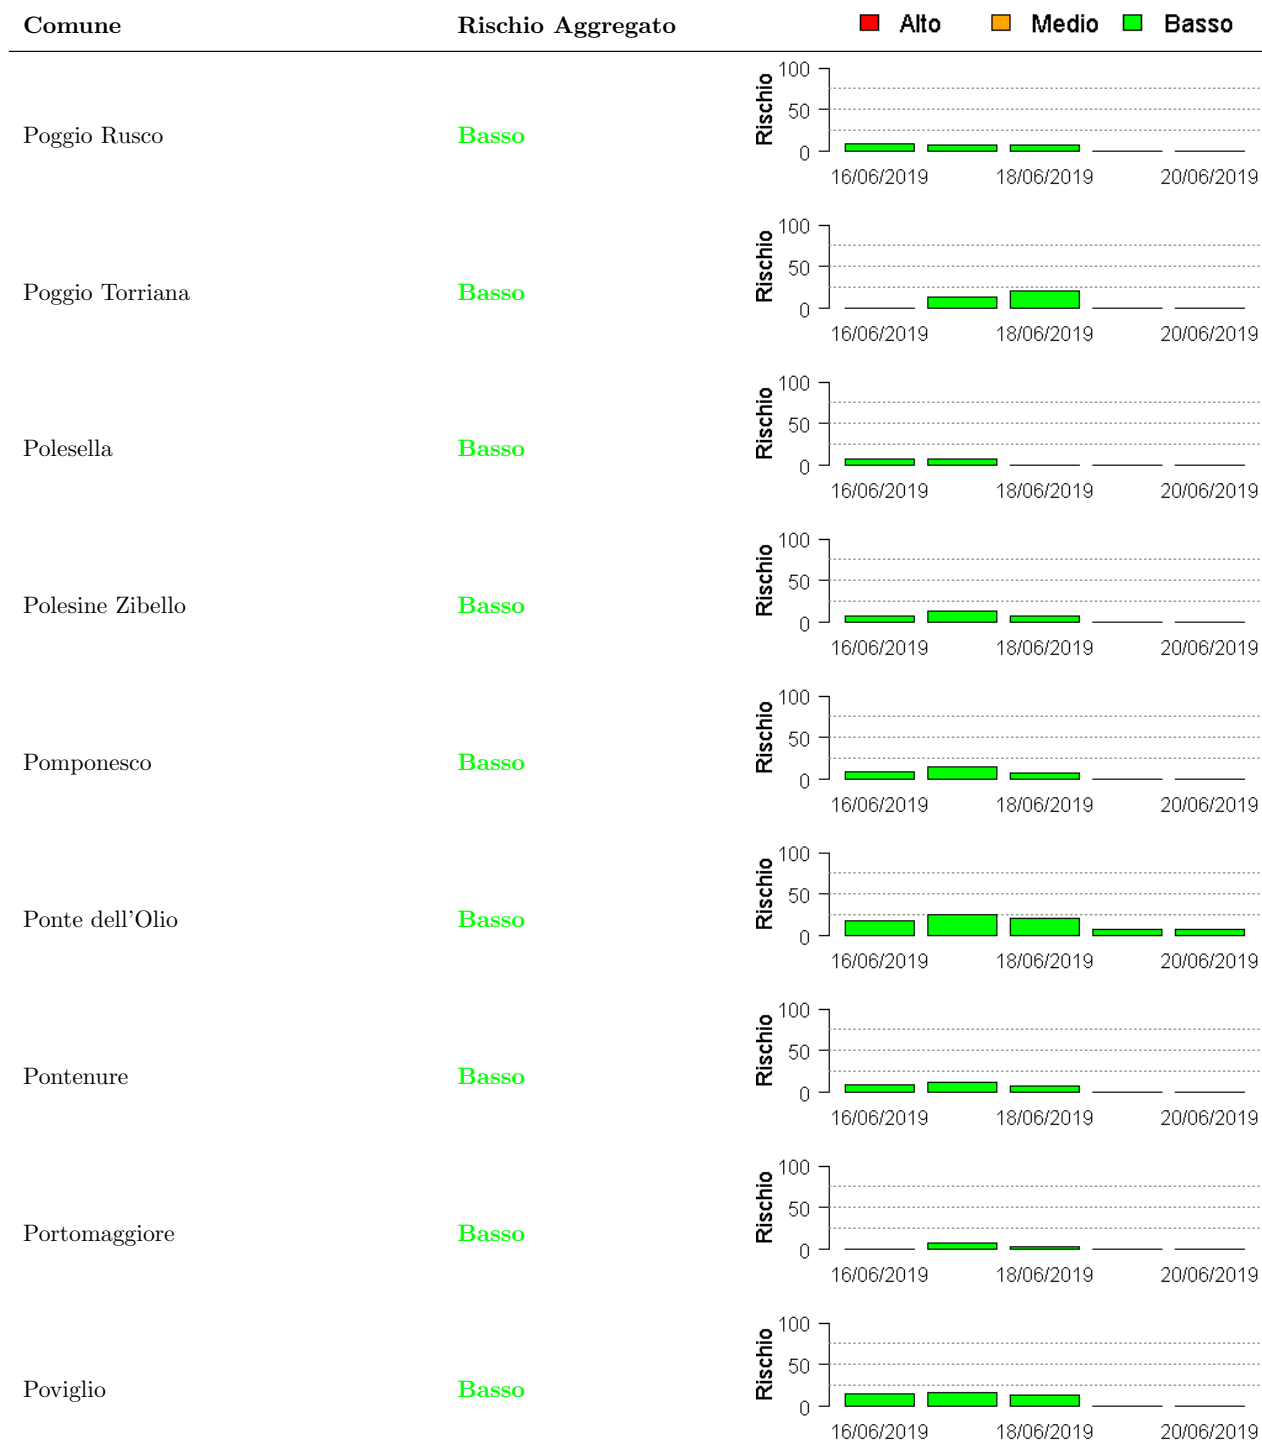 Comune Rischio Aggregato Alto Medio Basso
100
50
0
Rischio
Poggio Rusco Basso
16/06/2019 18/06/2019 20/06/2019
100
50
0
Rischio
Poggio Torriana Basso
16/06/2019 18/06/2019 20/06/2019
100
50
0
Rischio
Polesella Basso
16/06/2019 18/06/2019 20/06/2019
100
50
0
Rischio
Polesine Zibello Basso
16/06/2019 18/06/2019 20/06/2019
100
50
0
Rischio
Pomponesco Basso
16/06/2019 18/06/2019 20/06/2019
100
50
0
Rischio
Ponte dell'Olio Basso
16/06/2019 18/06/2019 20/06/2019
100
50
0
Rischio
Pontenure Basso
16/06/2019 18/06/2019 20/06/2019
100
50
0
Rischio
Portomaggiore Basso
16/06/2019 18/06/2019 20/06/2019
100
50
0
Rischio
Poviglio Basso
16/06/2019 18/06/2019 20/06/2019